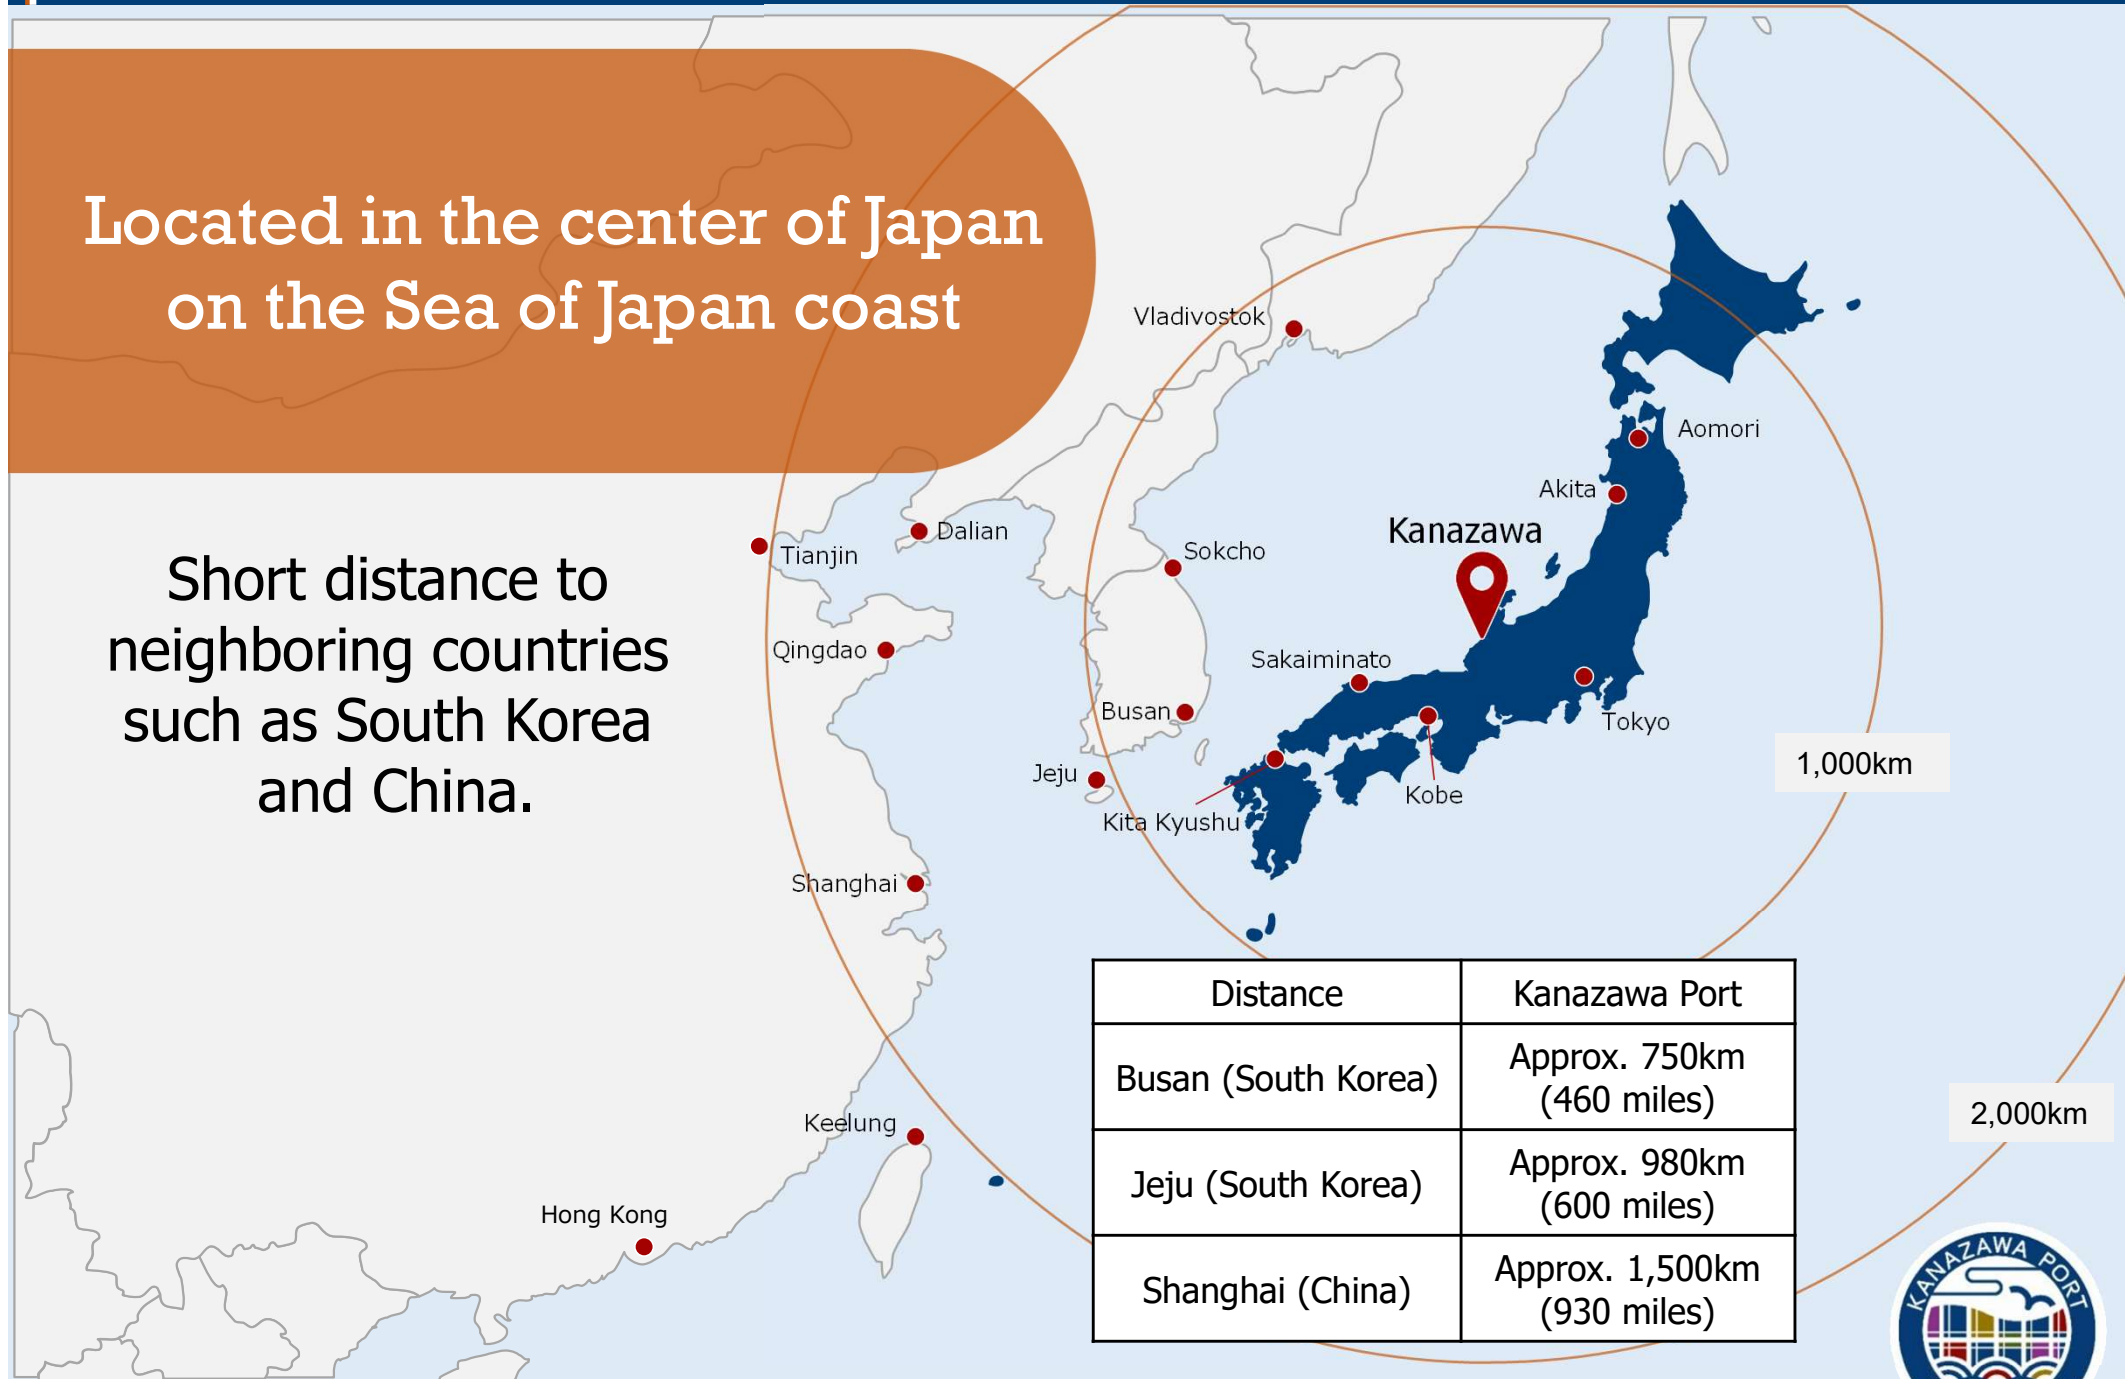 Located in the center of Japan
on the Sea of Japan coast
Short distance to
neighboring countries
such as South Korea
and China.
Vladivostok
Aomori
Akita
Kanazawa
Dalian
Tianjin
Sokcho
Qingdao
Sakaiminato
Busan
Tokyo
1,000km
Jeju
Kobe
Kita Kyushu
Shanghai
Keelung
Hong Kong
2,000km
Distance
Kanazawa Port
Busan (South Korea)
Approx. 750km
(460 miles)
Jeju (South Korea)
Approx. 980km
(600 miles)
Shanghai (China)
Approx. 1,500km
(930 miles)
KANAZAWA PORT